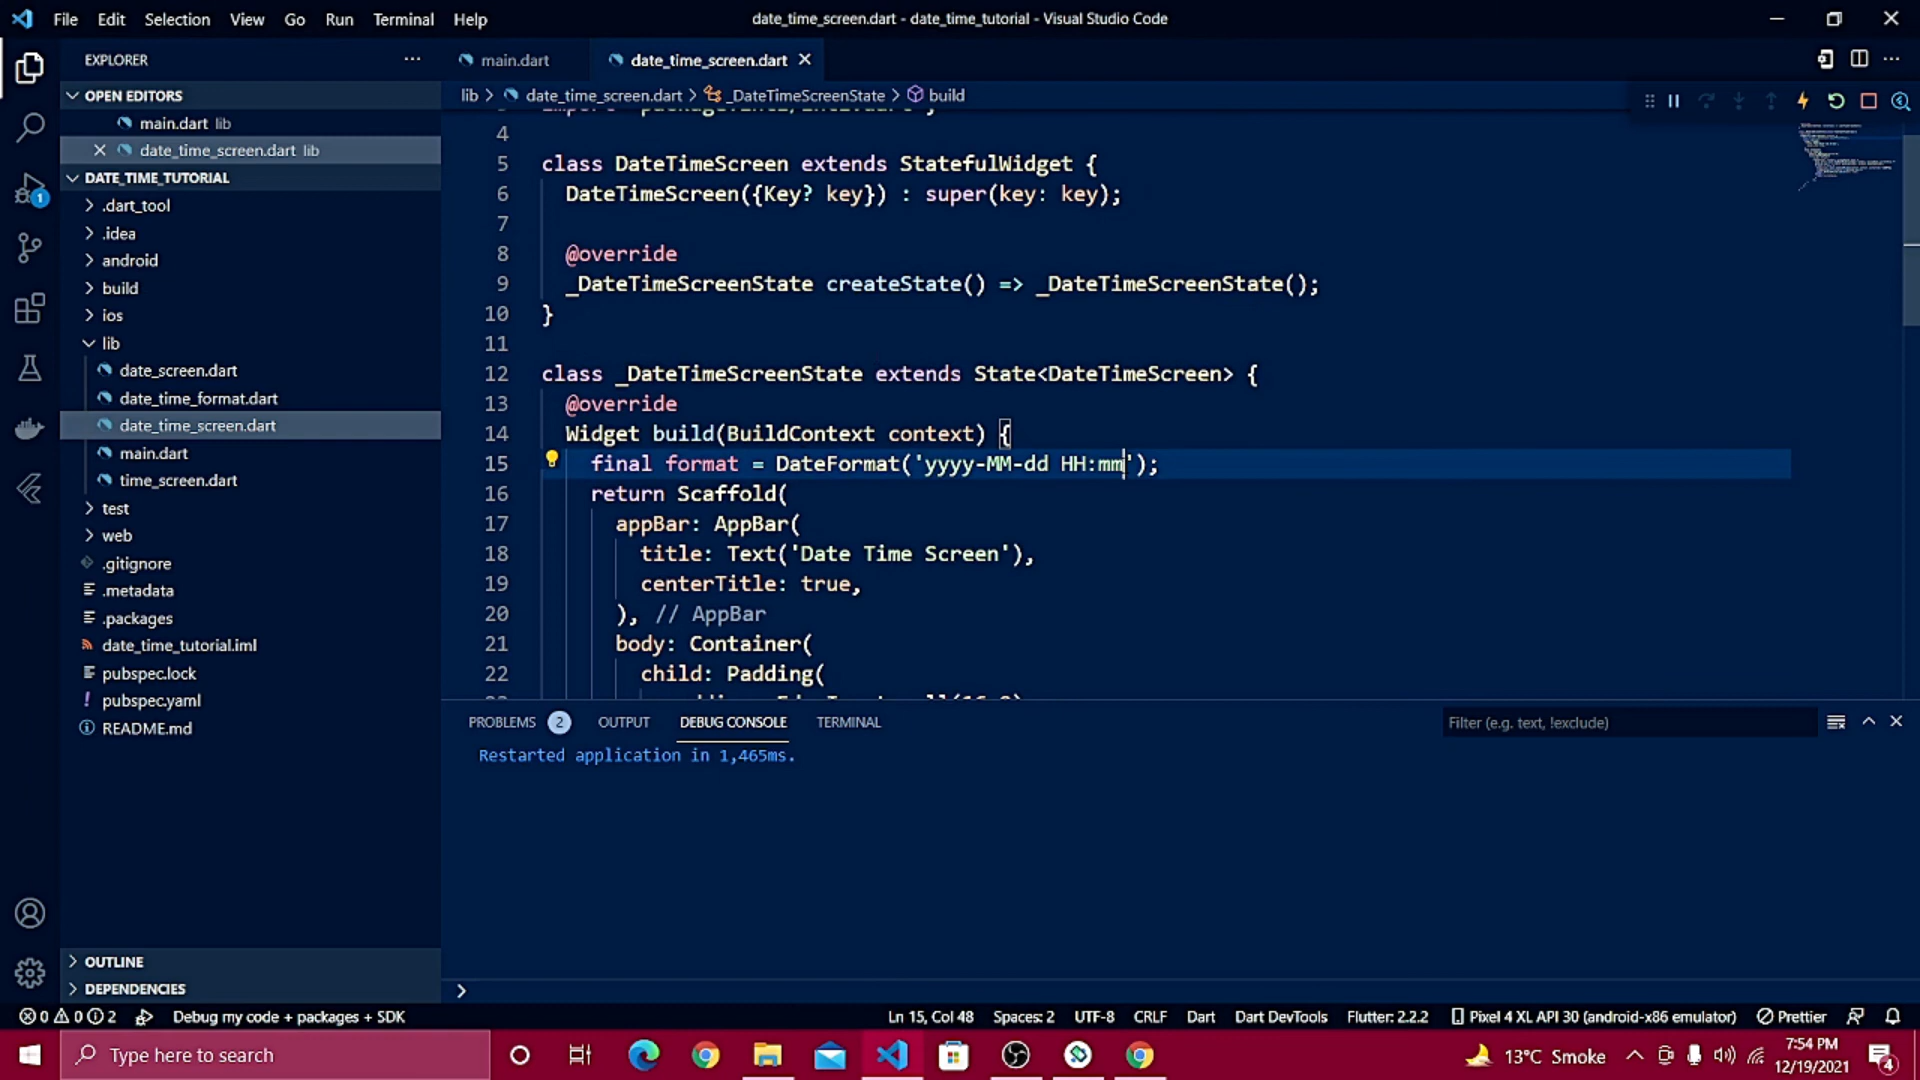 File Edit Selection View Go Run Terminal Help
date_time_screen.dart - date_time_tutorial - Visual Studio Code
EXPLORER
OPEN EDITORS
main.dart lib
date_time_screen.dart lib
DATE_TIME_TUTORIAL
.dart_tool
.idea
android
build
ios
lib
date_screen.dart
date_time_format.dart
date_time_screen.dart
main.dart
time_screen.dart
test
web
.gitignore
.metadata
.packages
date_time_tutorial.iml
pubspec.lock
pubspec.yaml
README.md
OUTLINE
DEPENDENCIES
1
main.dart
date_time_screen.dart
lib > date_time_screen.dart > _DateTimeScreenState > build
4
5 class DateTimeScreen extends StatefulWidget {
6 DateTimeScreen({Key? key}) : super(key: key);
7
8 @override
9 _DateTimeScreenState createState() => _DateTimeScreenState();
10 }
11
12 class _DateTimeScreenState extends State<DateTimeScreen> {
13 @override
14 Widget build(BuildContext context) {
15 final format = DateFormat('yyyy-MM-dd HH:mm');
16 return Scaffold(
17 appBar: AppBar(
18 title: Text('Date Time Screen'),
19 centerTitle: true,
20 ), // AppBar
21 body: Container(
22 child: Padding(
PROBLEMS 2 OUTPUT DEBUG CONSOLE TERMINAL
Filter (e.g. text, !exclude)
Restarted application in 1,465ms.
0 0 2 Debug my code + packages + SDK
Ln 15, Col 48 Spaces: 2 UTF-8 CRLF Dart Dart DevTools Flutter: 2.2.2 Pixel 4 XL API 30 (android-x86 emulator) Prettier
Type here to search
13°C Smoke
7:54 PM
12/19/2021
4